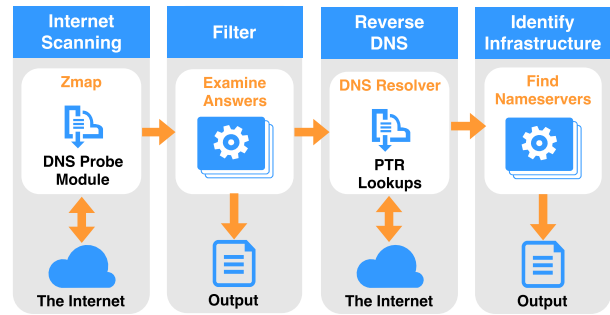 Internet
Scanning
Zmap
DNS Probe
Module
The Internet
Filter
Examine
Answers
Output
Reverse
DNS
DNS Resolver
PTR
Lookups
The Internet
Identify
Infrastructure
Find
Nameservers
Output